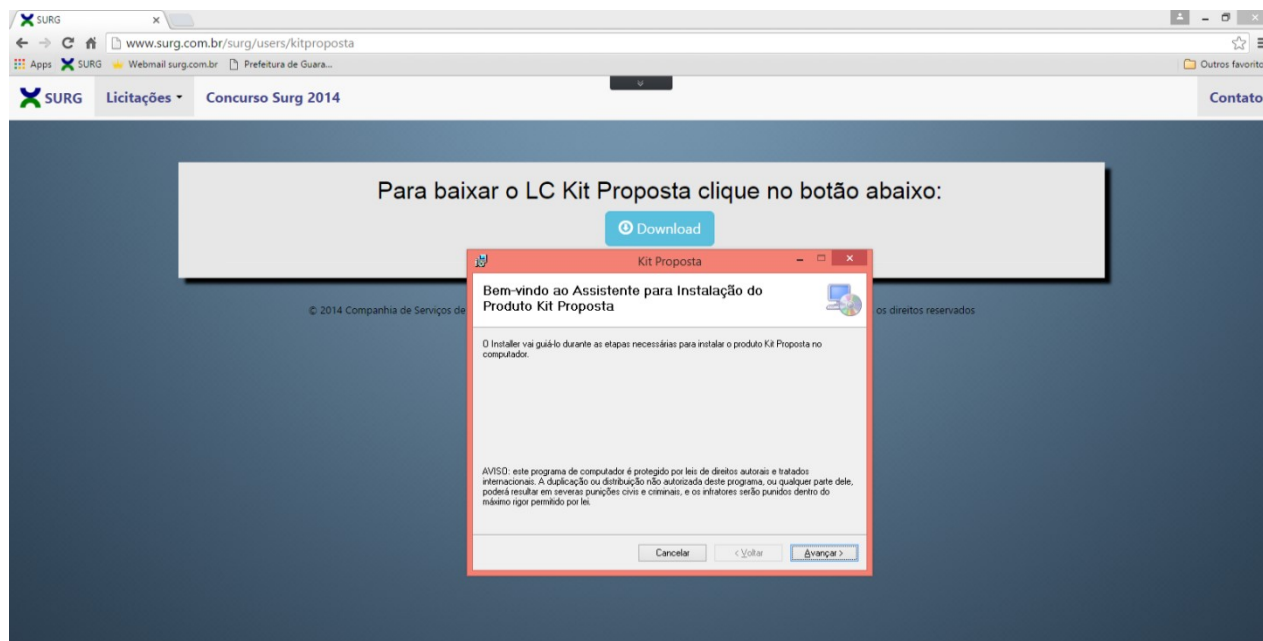 SURG
www.surg.com.br/surg/users/kitproposta
Apps SURG Webmail surg.com.br Prefeitura de Guara... Outros favorito
SURG Licitações Concurso Surg 2014 Contato
Para baixar o LC Kit Proposta clique no botão abaixo:
Download
Kit Proposta
Bem-vindo ao Assistente para Instalação do
Produto Kit Proposta
© 2014 Companhia de Serviços de os direitos reservados
O Installer vai guiá-lo durante as etapas necessárias para instalar o produto Kit Proposta no
computador.
AVISO: este programa de computador é protegido por leis de direitos autorais e tratados
internacionais. A duplicação ou distribuição não autorizada deste programa, ou qualquer parte dele,
poderá resultar em severas punições civis e criminais, e os infratores serão punidos dentro do
máximo rigor permitido por lei.
Cancelar < Voltar Avançar >